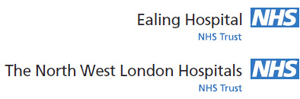 Ealing Hospital NHS
NHS Trust
The North West London Hospitals NHS
NHS Trust